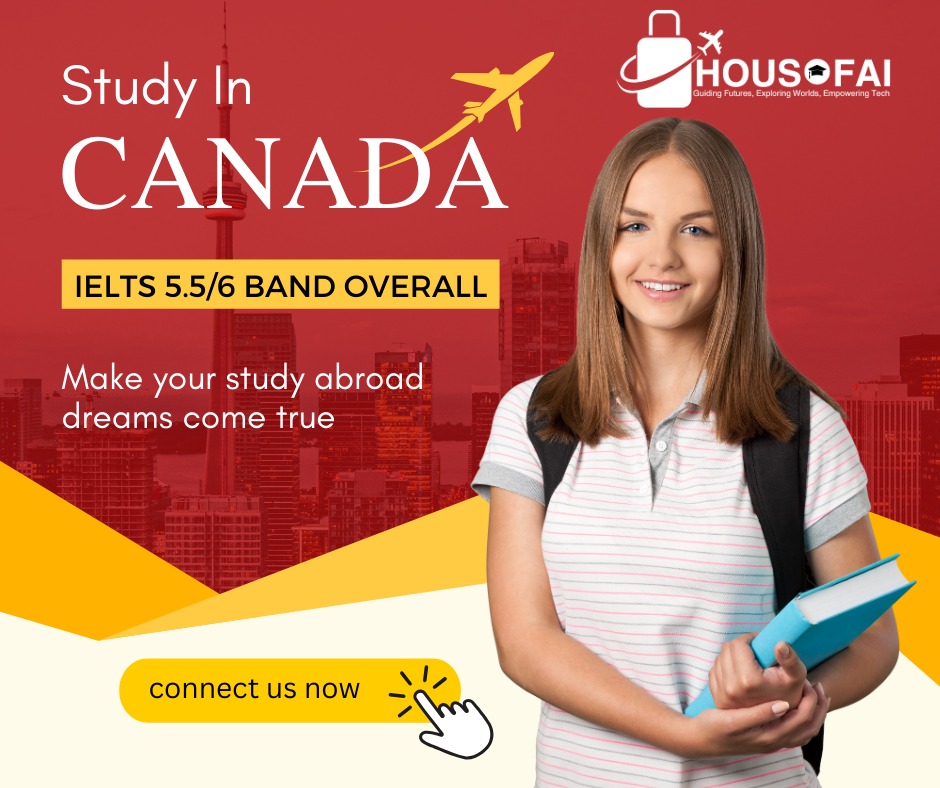 Study In
CANADA
HOUSOFAI
Guiding Futures, Exploring Worlds, Empowering Tech
IELTS 5.5/6 BAND OVERALL
Make your study abroad
dreams come true
connect us now